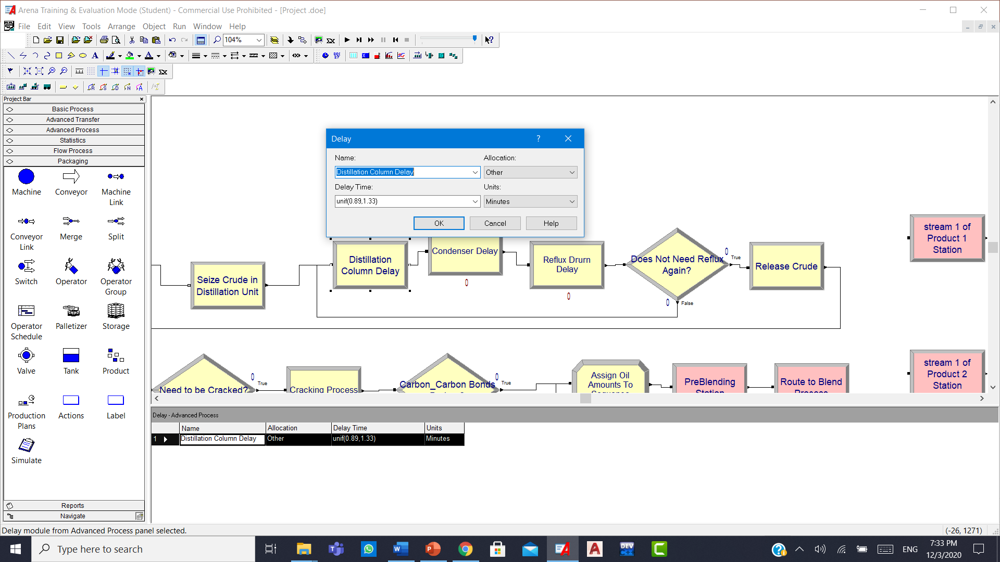 Arena Training & Evaluation Mode (Student) - Commercial Use Prohibited - [Project .doe]
File Edit View Tools Arrange Object Run Window Help
104%
Project Bar
Basic Process
Advanced Transfer
Advanced Process
Statistics
Flow Process
Packaging
Machine
Conveyor
Machine
Link
Conveyor
Link
Merge
Split
Switch
Operator
Operator
Group
Operator
Schedule
Palletizer
Storage
Valve
Tank
Product
Production
Plans
Actions
Label
Simulate
Reports
Navigate
Delay
?
Name:
Allocation:
Distillation Column Delay
Other
Delay Time:
Units:
unif(0.89,1.33)
Minutes
OK
Cancel
Help
Seize Crude in
Distillation Unit
Distillation
Column Delay
Condenser Delay
0
Reflux Drurn
Delay
0
Does Not Need Reflux
Again?
0
True
0
False
Release Crude
stream 1 of
Product 1
Station
Need to be Cracked?
0
True
Cracking Process
Carbon_Carbon Bonds
0
True
Assign Oil
Amounts To
Sequence
PreBlending
Station
Route to Blend
Process
stream 1 of
Product 2
Station
Delay - Advanced Process
Name Allocation Delay Time Units
1 Distillation Column Delay Other unif(0.89,1.33) Minutes
Delay module from Advanced Process panel selected.
(-26, 1271)
Type here to search
ENG
7:33 PM
12/3/2020